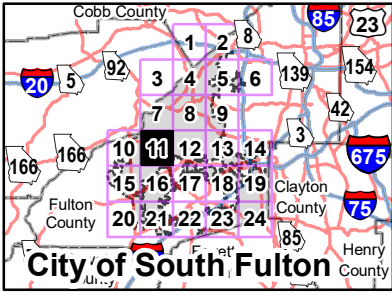 Cobb County
85
23
1 2 8
92
3 4 5 6
139
154
20
5
7 8 9
42
3
10 11 12 13 14
166
166
675
15 16 17 18 19
Clayton
County
Fulton
County
75
20 21 22 23 24
85
Henry
County
City of South Fulton